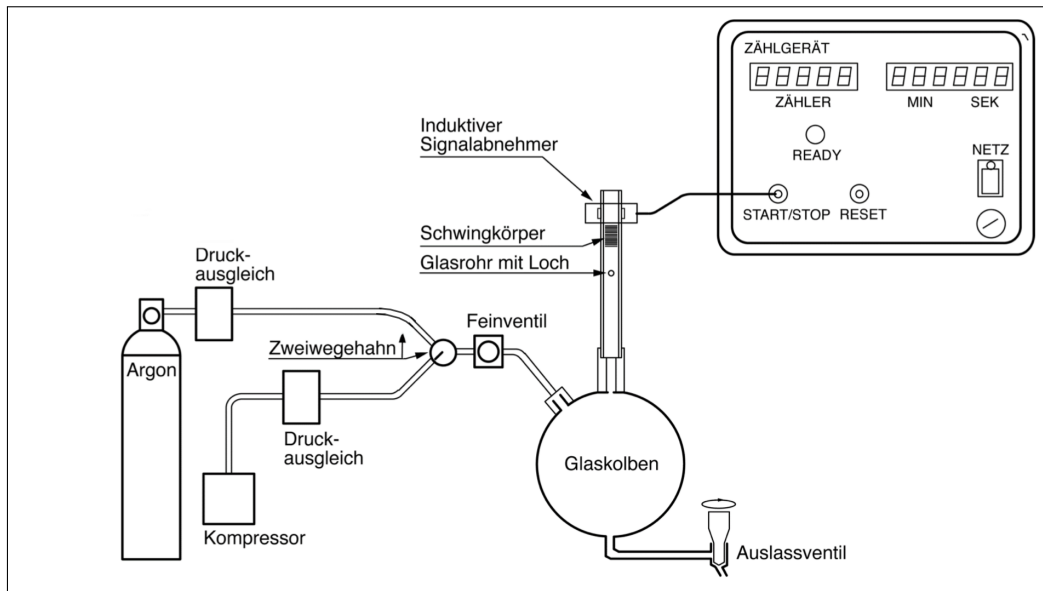 ZÄHLGERÄT
ZÄHLER
MIN SEK
READY
NETZ
START/STOP RESET
Induktiver
Signalabnehmer
Schwingkörper
Glasrohr mit Loch
Druck-
ausgleich
Feinventil
Zweiwegehahn
Argon
Druck-
ausgleich
Kompressor
Glaskolben
Auslassventil